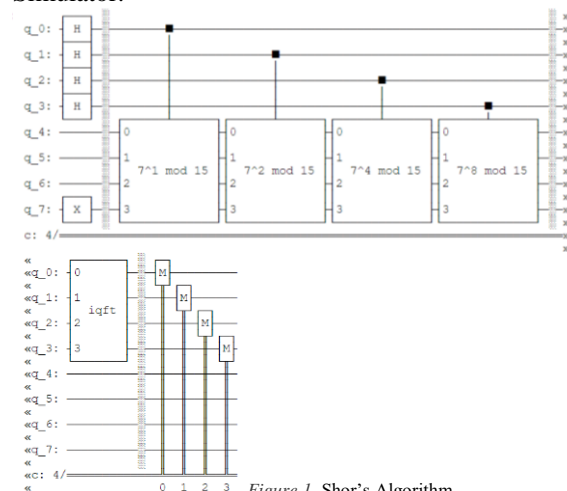 Simulator.
q_0: H
q_1: H
q_2: H
q_3: H
q_4: 0 0 0 0
q_5: 1 1 1 1
7^1 mod 15 7^2 mod 15 7^4 mod 15 7^8 mod 15
q_6: 2 2 2 2
q_7: X 3 3 3 3
c: 4/
«
«q_0: 0 M
«
«q_1: 1 M
« iqft
«q_2: 2 M
«
«q_3: 3 M
«
«q_4:
«
«q_5:
«
«q_6:
«
«q_7:
«
«c: 4/
« 0 1 2 3 Figure 1. Shor's Algorithm